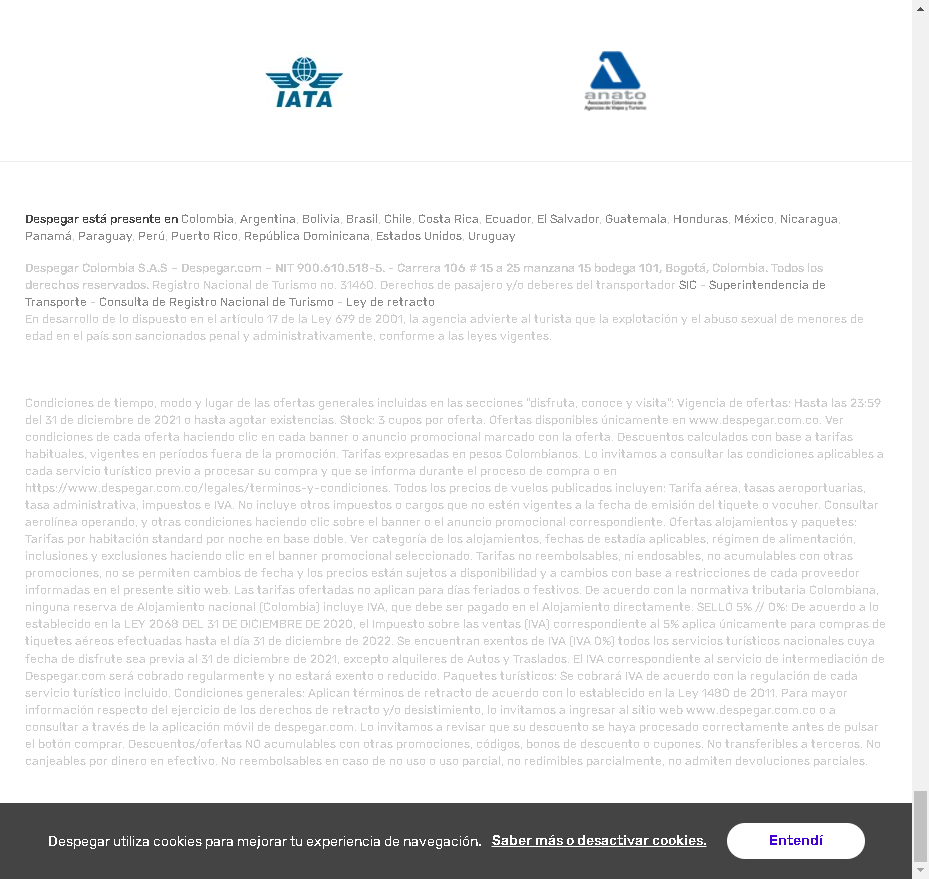 IATA
anato
Asociación Colombiana de
Agencias de Viajes y Turismo
Despegar está presente en Colombia, Argentina, Bolivia, Brasil, Chile, Costa Rica, Ecuador, El Salvador, Guatemala, Honduras, México, Nicaragua,
Panamá, Paraguay, Perú, Puerto Rico, República Dominicana, Estados Unidos, Uruguay
Despegar Colombia S.A.S – Despegar.com – NIT 900.610.518-5. - Carrera 106 # 15 a 25 manzana 15 bodega 101, Bogotá, Colombia. Todos los
derechos reservados. Registro Nacional de Turismo no. 31460. Derechos de pasajero y/o deberes del transportador SIC - Superintendencia de
Transporte - Consulta de Registro Nacional de Turismo - Ley de retracto
En desarrollo de lo dispuesto en el artículo 17 de la Ley 679 de 2001, la agencia advierte al turista que la explotación y el abuso sexual de menores de
edad en el país son sancionados penal y administrativamente, conforme a las leyes vigentes.
Condiciones de tiempo, modo y lugar de las ofertas generales incluidas en las secciones "disfruta, conoce y visita": Vigencia de ofertas: Hasta las 23:59
del 31 de diciembre de 2021 o hasta agotar existencias. Stock: 3 cupos por oferta. Ofertas disponibles únicamente en www.despegar.com.co. Ver
condiciones de cada oferta haciendo clic en cada banner o anuncio promocional marcado con la oferta. Descuentos calculados con base a tarifas
habituales, vigentes en períodos fuera de la promoción. Tarifas expresadas en pesos Colombianos. Lo invitamos a consultar las condiciones aplicables a
cada servicio turístico previo a procesar su compra y que se informa durante el proceso de compra o en
https://www.despegar.com.co/legales/terminos-y-condiciones. Todos los precios de vuelos publicados incluyen: Tarifa aérea, tasas aeroportuarias,
tasa administrativa, impuestos e IVA. No incluye otros impuestos o cargos que no estén vigentes a la fecha de emisión del tiquete o vocuher. Consultar
aerolínea operando, y otras condiciones haciendo clic sobre el banner o el anuncio promocional correspondiente. Ofertas alojamientos y paquetes:
Tarifas por habitación standard por noche en base doble. Ver categoría de los alojamientos, fechas de estadía aplicables, régimen de alimentación,
inclusiones y exclusiones haciendo clic en el banner promocional seleccionado. Tarifas no reembolsables, ni endosables, no acumulables con otras
promociones, no se permiten cambios de fecha y los precios están sujetos a disponibilidad y a cambios con base a restricciones de cada proveedor
informadas en el presente sitio web. Las tarifas ofertadas no aplican para días feriados o festivos. De acuerdo con la normativa tributaria Colombiana,
ninguna reserva de Alojamiento nacional (Colombia) incluye IVA, que debe ser pagado en el Alojamiento directamente. SELLO 5% // 0%: De acuerdo a lo
establecido en la LEY 2068 DEL 31 DE DICIEMBRE DE 2020, el Impuesto sobre las ventas (IVA) correspondiente al 5% aplica únicamente para compras de
tiquetes aéreos efectuadas hasta el día 31 de diciembre de 2022. Se encuentran exentos de IVA (IVA 0%) todos los servicios turísticos nacionales cuya
fecha de disfrute sea previa al 31 de diciembre de 2021, excepto alquileres de Autos y Traslados. El IVA correspondiente al servicio de intermediación de
Despegar.com será cobrado regularmente y no estará exento o reducido. Paquetes turísticos: Se cobrará IVA de acuerdo con la regulación de cada
servicio turístico incluido. Condiciones generales: Aplican términos de retracto de acuerdo con lo establecido en la Ley 1480 de 2011. Para mayor
información respecto del ejercicio de los derechos de retracto y/o desistimiento, lo invitamos a ingresar al sitio web www.despegar.com.co o a
consultar a través de la aplicación móvil de despegar.com. Lo invitamos a revisar que su descuento se haya procesado correctamente antes de pulsar
el botón comprar. Descuentos/ofertas NO acumulables con otras promociones, códigos, bonos de descuento o cupones. No transferibles a terceros. No
canjeables por dinero en efectivo. No reembolsables en caso de no uso o uso parcial, no redimibles parcialmente, no admiten devoluciones parciales.
Despegar utiliza cookies para mejorar tu experiencia de navegación. Saber más o desactivar cookies. Entendí